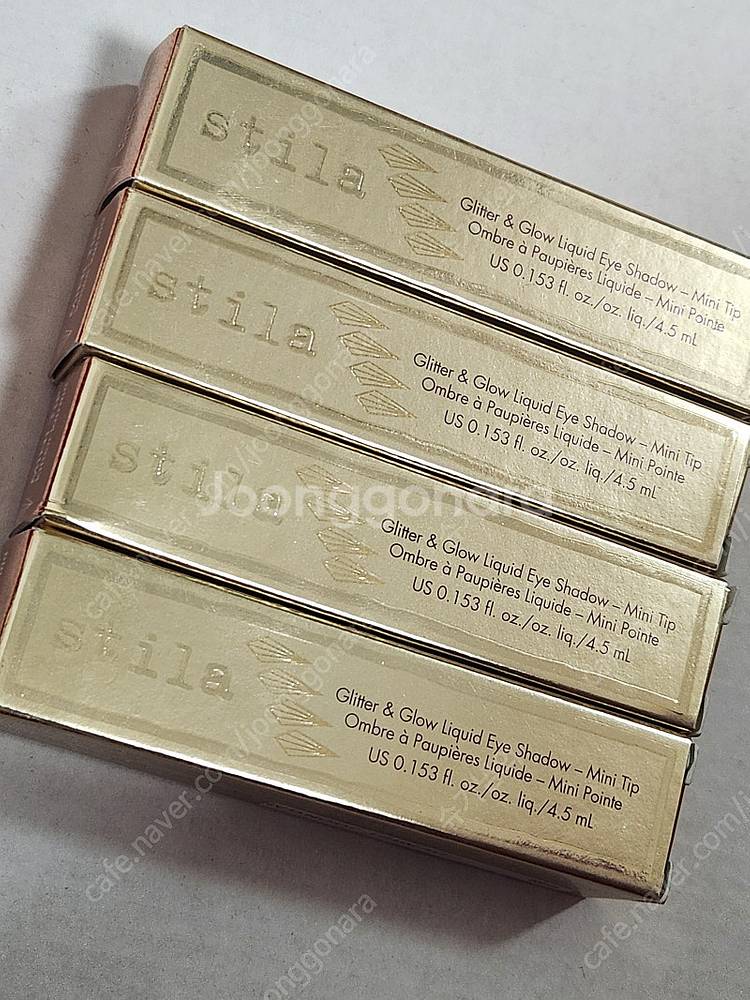 stila
Glitter & Glow Liquid Eye Shadow – Mini Tip
Ombre à Paupières Liquide – Mini Pointe
US 0.153 fl. oz./oz. liq./4.5 mL
stila
Glitter & Glow Liquid Eye Shadow – Mini Tip
Ombre à Paupières Liquide – Mini Pointe
US 0.153 fl. oz./oz. liq./4.5 mL
stila
Glitter & Glow Liquid Eye Shadow – Mini Tip
Ombre à Paupières Liquide – Mini Pointe
US 0.153 fl. oz./oz. liq./4.5 mL
stila
Glitter & Glow Liquid Eye Shadow – Mini Tip
Ombre à Paupières Liquide – Mini Pointe
US 0.153 fl. oz./oz. liq./4.5 mL
Joonggonara
cafe.naver.com/joonggonara